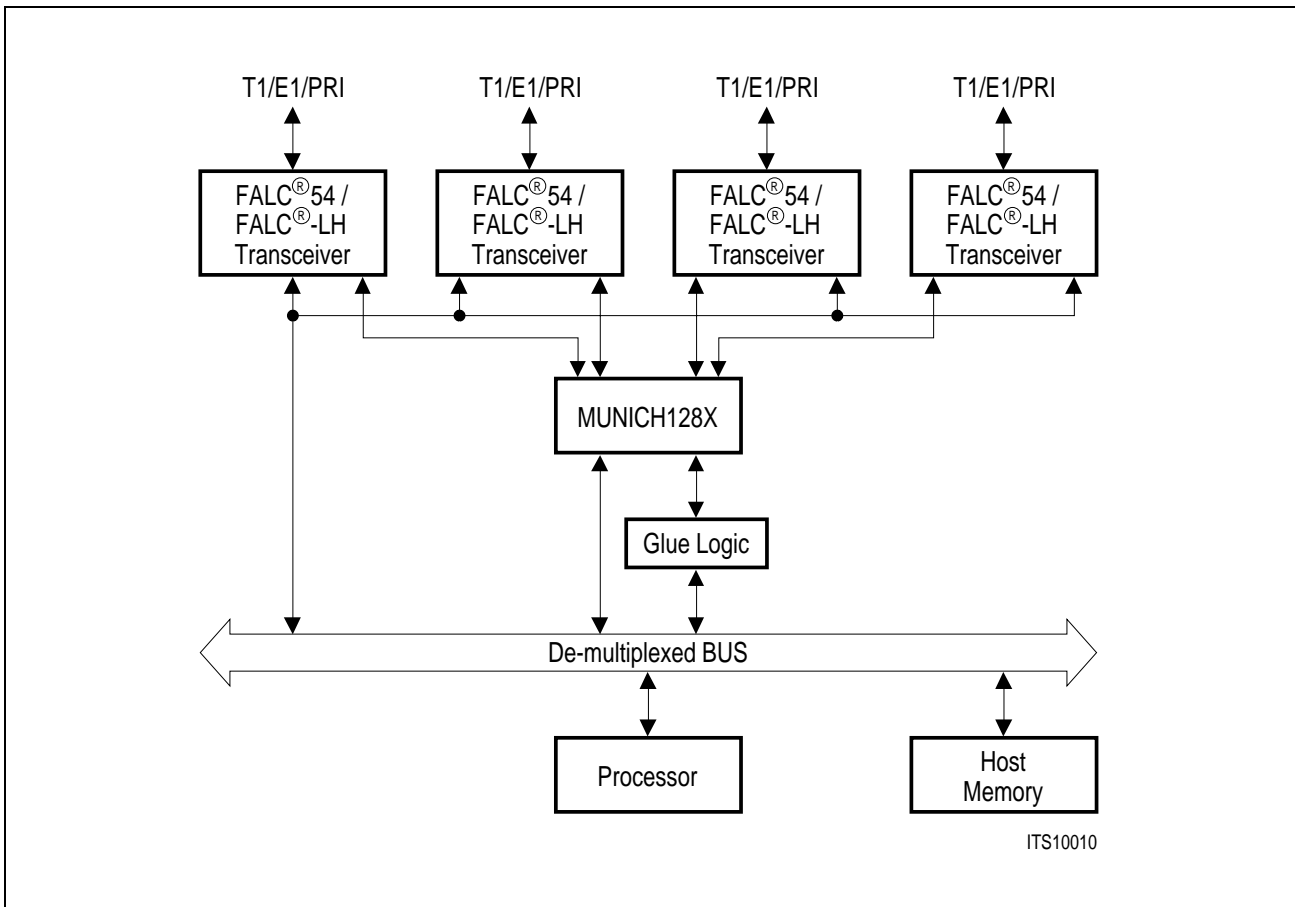 T1/E1/PRI T1/E1/PRI T1/E1/PRI T1/E1/PRI
FALC®54 /
FALC®-LH
Transceiver
FALC®54 /
FALC®-LH
Transceiver
FALC®54 /
FALC®-LH
Transceiver
FALC®54 /
FALC®-LH
Transceiver
MUNICH128X
Glue Logic
De-multiplexed BUS
Processor
Host
Memory
ITS10010